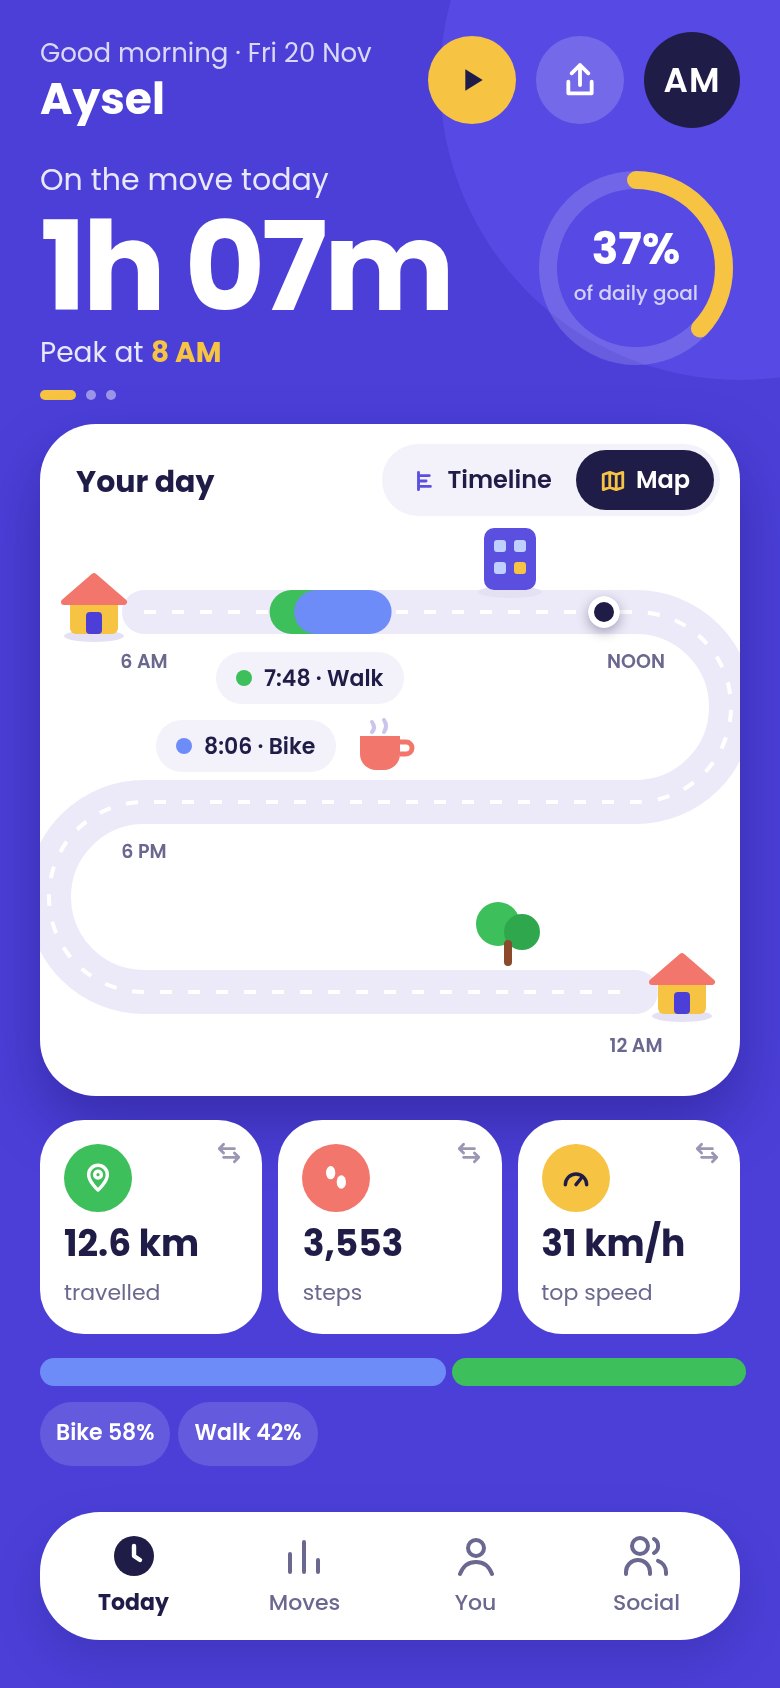 Good morning · Fri 20 Nov
Aysel
AM
On the move today
1h 07m
Peak at 8 AM
37%
of daily goal
Your day
Timeline
Map
6 AM
NOON
7:48 · Walk
8:06 · Bike
6 PM
12 AM
12.6 km
travelled
3,553
steps
31 km/h
top speed
Bike 58%
Walk 42%
Today
Moves
You
Social